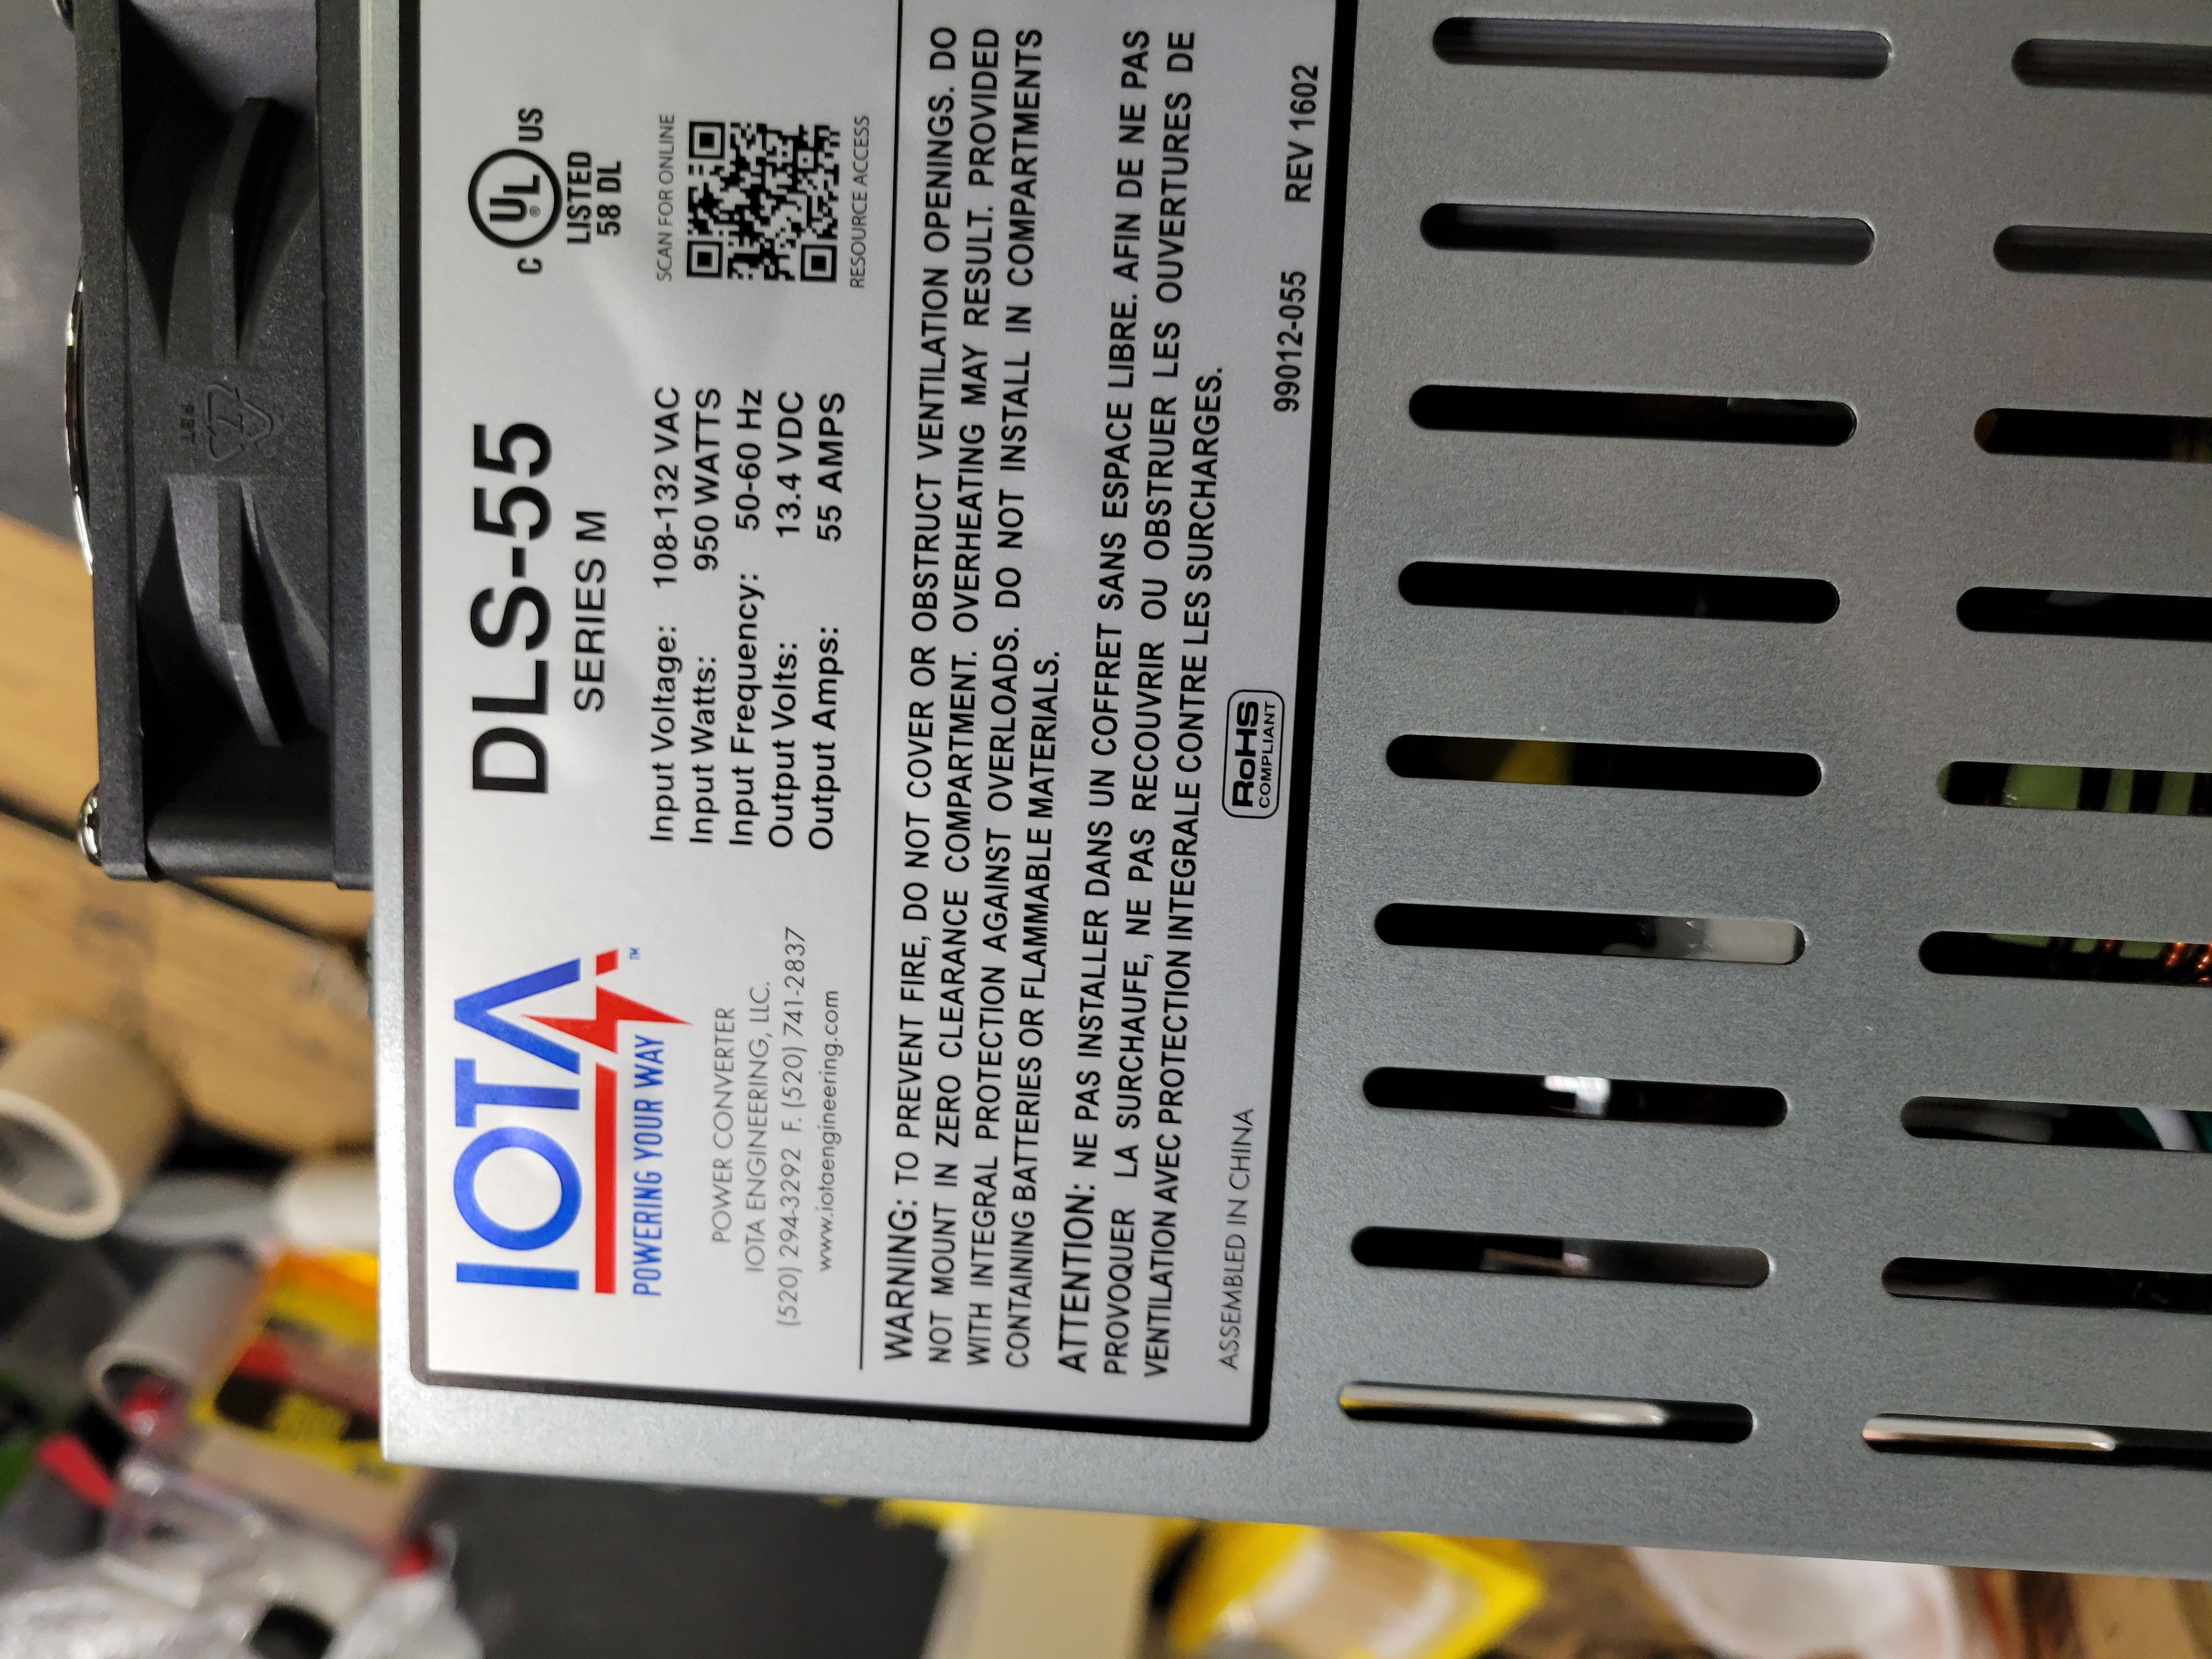 IOTA
™
POWERING YOUR WAY
POWER CONVERTER
IOTA ENGINEERING, LLC.
(520) 294-3292 F. (520) 741-2837
www.iotaengineering.com
DLS-55
SERIES M
Input Voltage: 108-132 VAC
Input Watts: 950 WATTS
Input Frequency: 50-60 Hz
Output Volts: 13.4 VDC
Output Amps: 55 AMPS
C UL ® US
LISTED
58 DL
SCAN FOR ONLINE
RESOURCE ACCESS
WARNING: TO PREVENT FIRE, DO NOT COVER OR OBSTRUCT VENTILATION OPENINGS. DO
NOT MOUNT IN ZERO CLEARANCE COMPARTMENT. OVERHEATING MAY RESULT. PROVIDED
WITH INTEGRAL PROTECTION AGAINST OVERLOADS. DO NOT INSTALL IN COMPARTMENTS
CONTAINING BATTERIES OR FLAMMABLE MATERIALS.
ATTENTION: NE PAS INSTALLER DANS UN COFFRET SANS ESPACE LIBRE. AFIN DE NE PAS
PROVOQUER LA SURCHAUFE, NE PAS RECOUVRIR OU OBSTRUER LES OUVERTURES DE
VENTILATION AVEC PROTECTION INTEGRALE CONTRE LES SURCHARGES.
ASSEMBLED IN CHINA
RoHS
COMPLIANT
99012-055 REV 1602
PBT